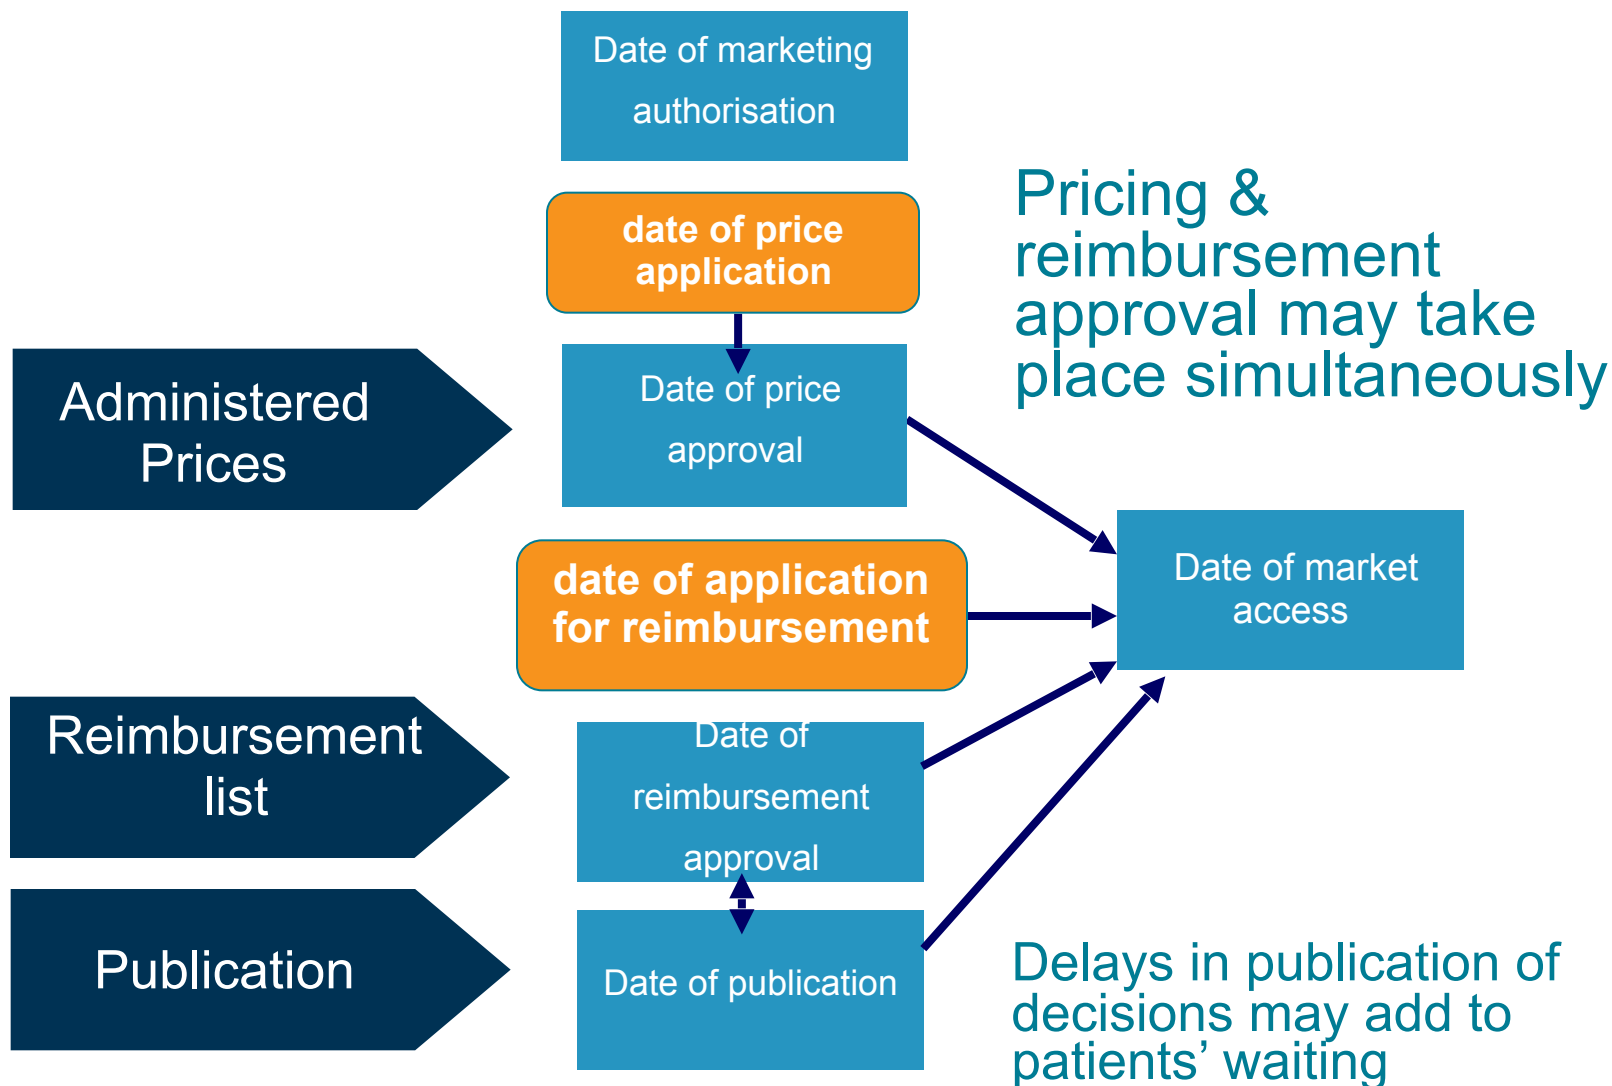 Date of marketing
authorisation
date of price
application
Pricing &
reimbursement
approval may take
place simultaneously
Administered
Prices
Date of price
approval
date of application
for reimbursement
Date of market
access
Reimbursement
list
Date of
reimbursement
approval
Publication
Date of publication
Delays in publication of
decisions may add to
patients’ waiting